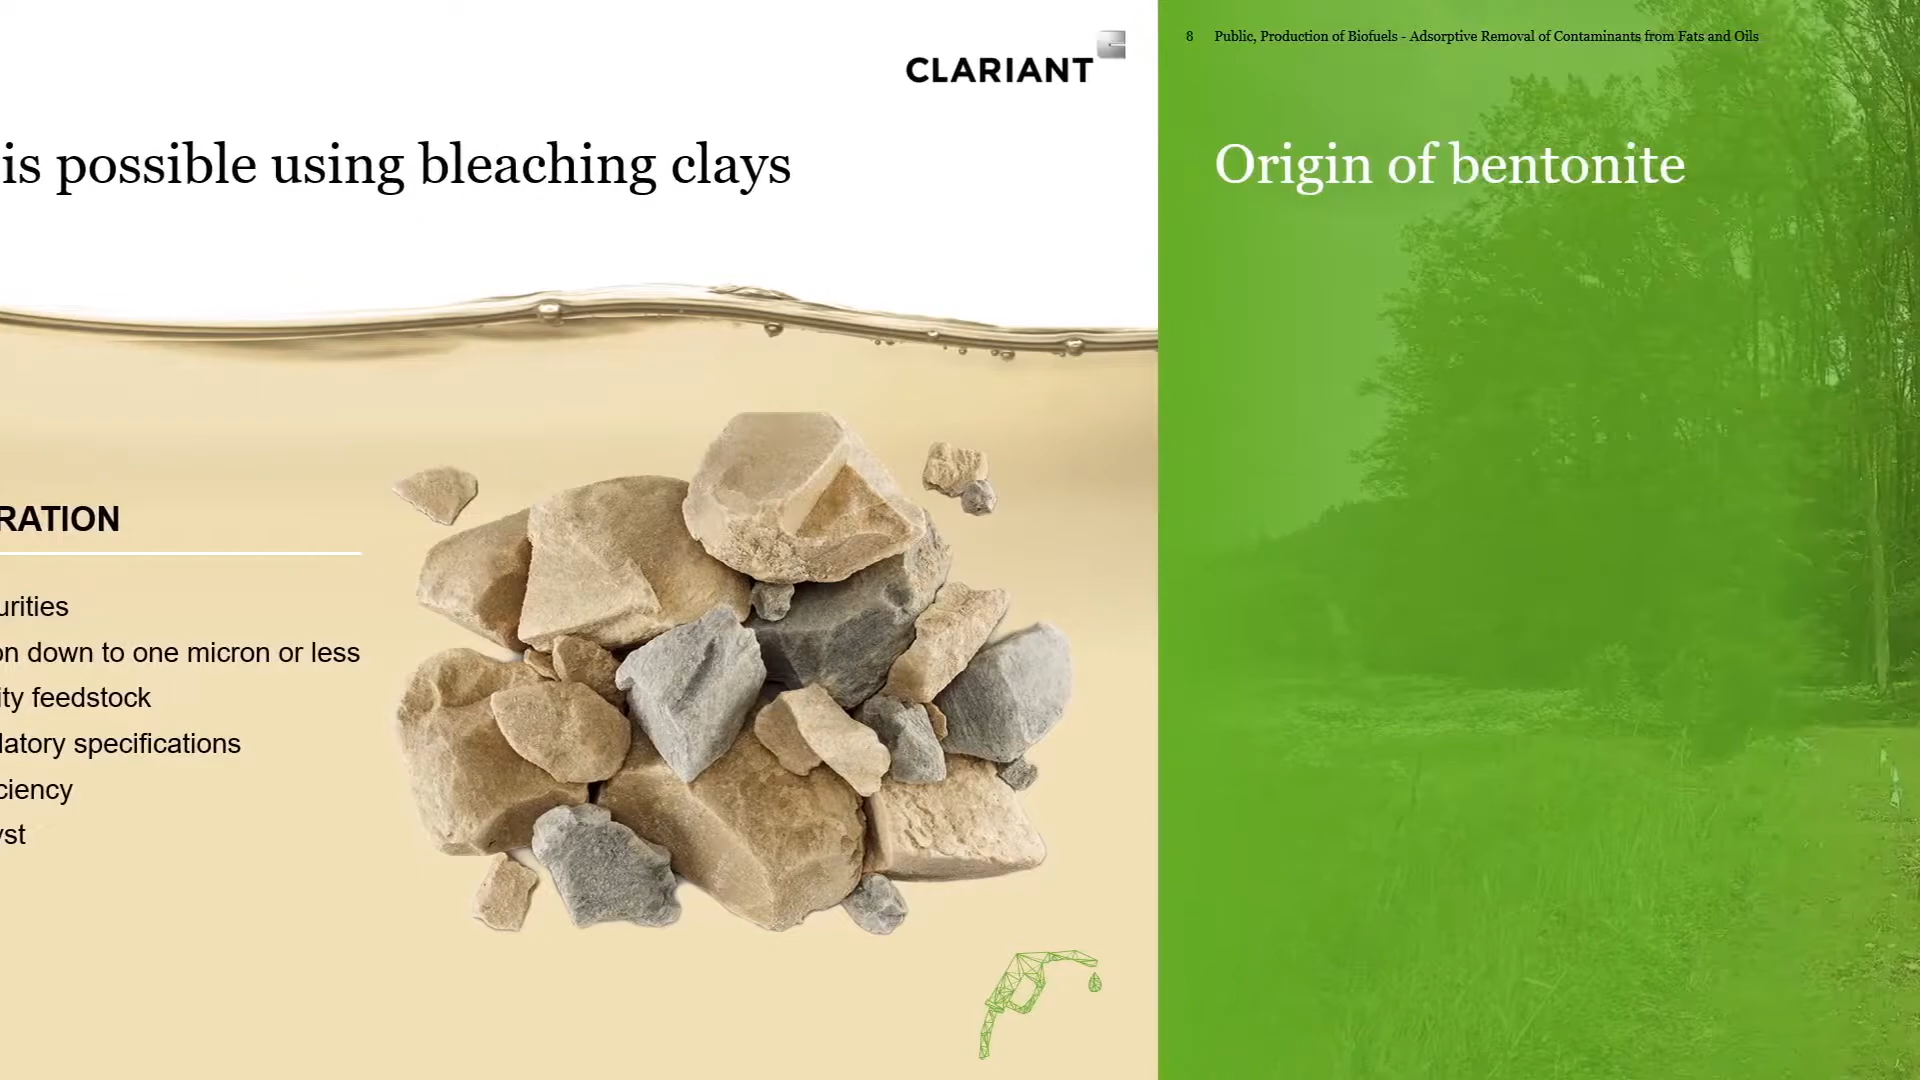 CLARIANT
is possible using bleaching clays
RATION
urities
on down to one micron or less
ity feedstock
latory specifications
ciency
yst
8 Public, Production of Biofuels - Adsorptive Removal of Contaminants from Fats and Oils
Origin of bentonite